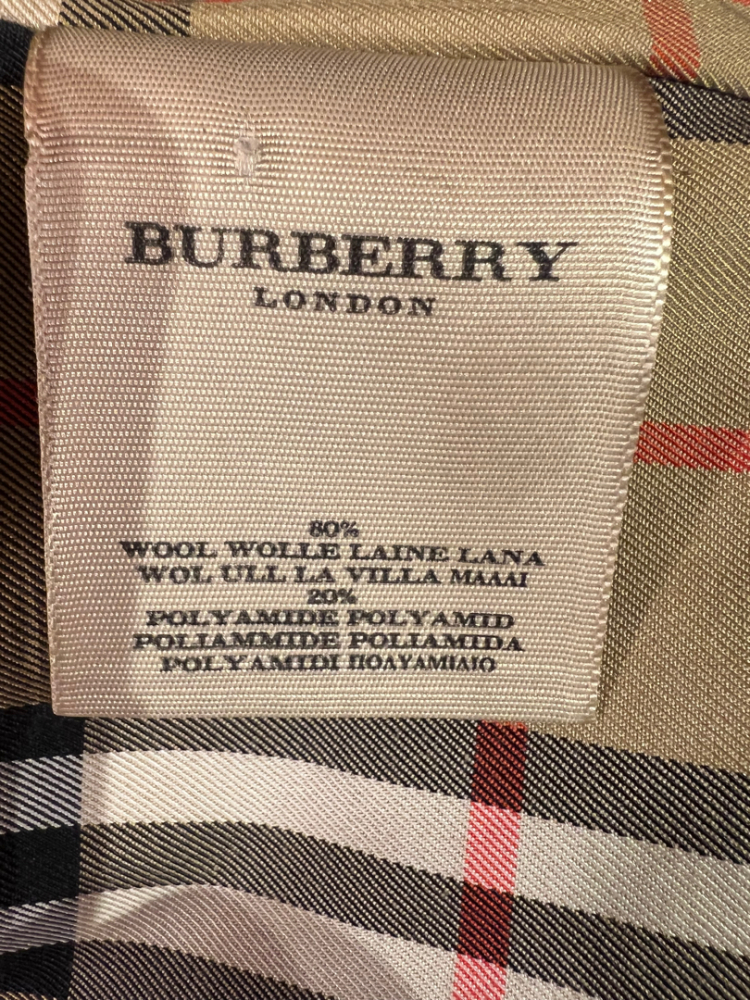 BURBERRY
LONDON
80%
WOOL WOLLE LAINE LANA
WOL ULL LA VILLA ΜΑΛΛΙ
20%
POLYAMIDE POLYAMID
POLIAMMIDE POLIAMIDA
POLYAMIDI ΠΟΛΥΑΜΙΔΙΟ